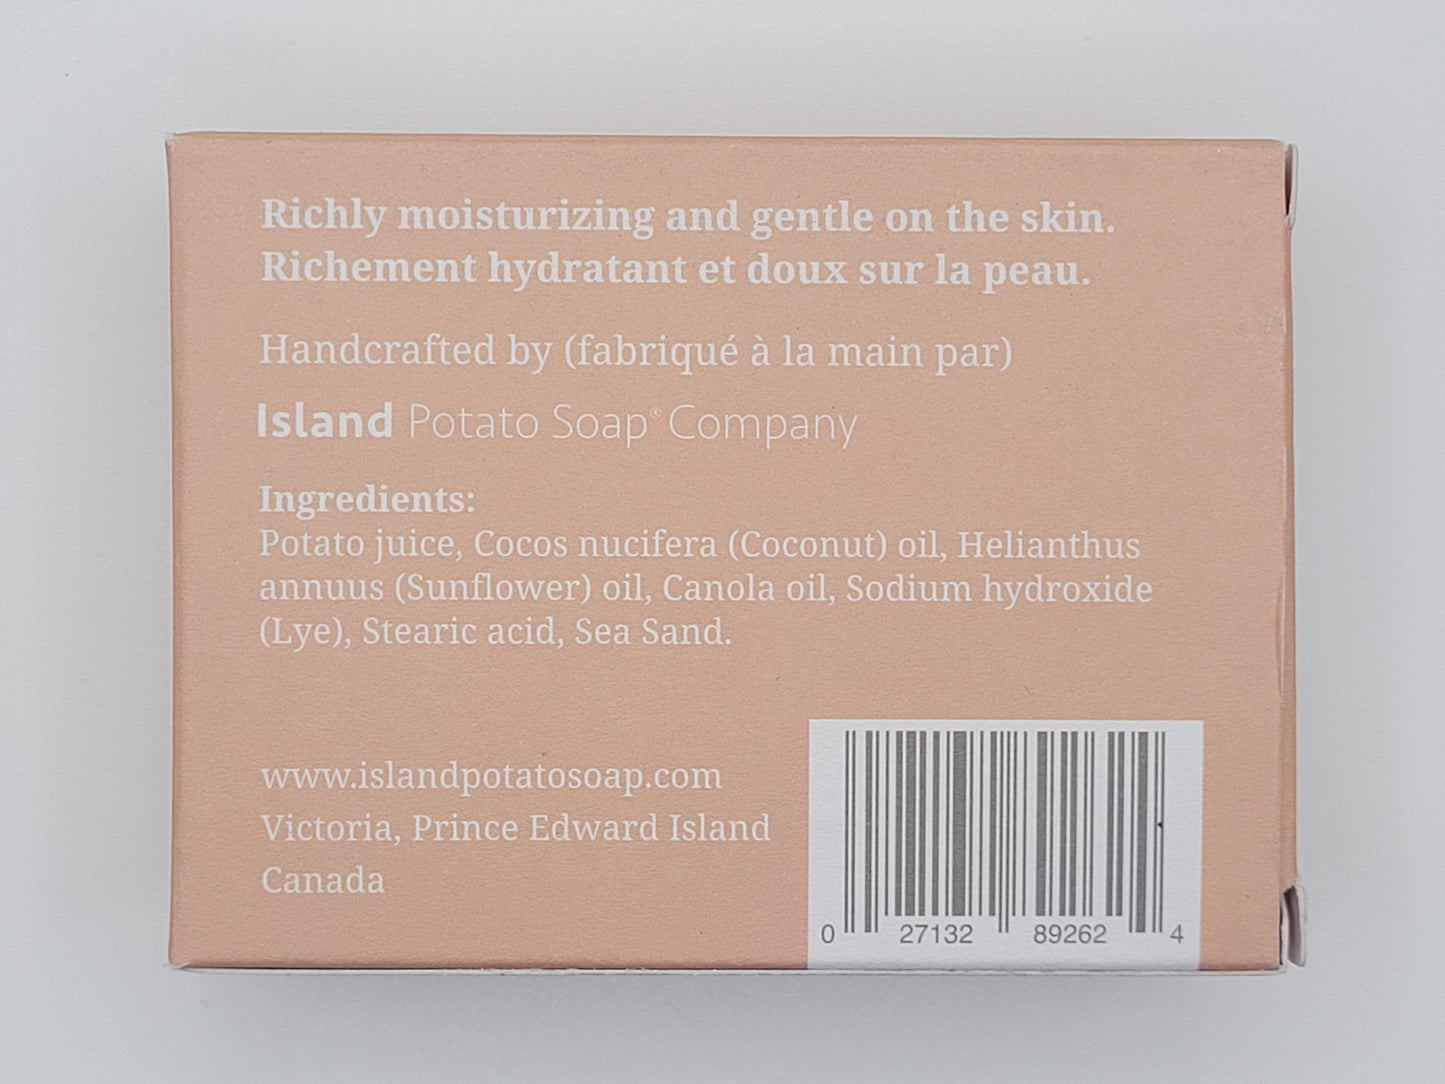 Richly moisturizing and gentle on the skin.
Richement hydratant et doux sur la peau.
Handcrafted by (fabriqué à la main par)
Island Potato Soap® Company
Ingredients:
Potato juice, Cocos nucifera (Coconut) oil, Helianthus
annuus (Sunflower) oil, Canola oil, Sodium hydroxide
(Lye), Stearic acid, Sea Sand.
www.islandpotatosoap.com
Victoria, Prince Edward Island
Canada
0 27132 89262 4